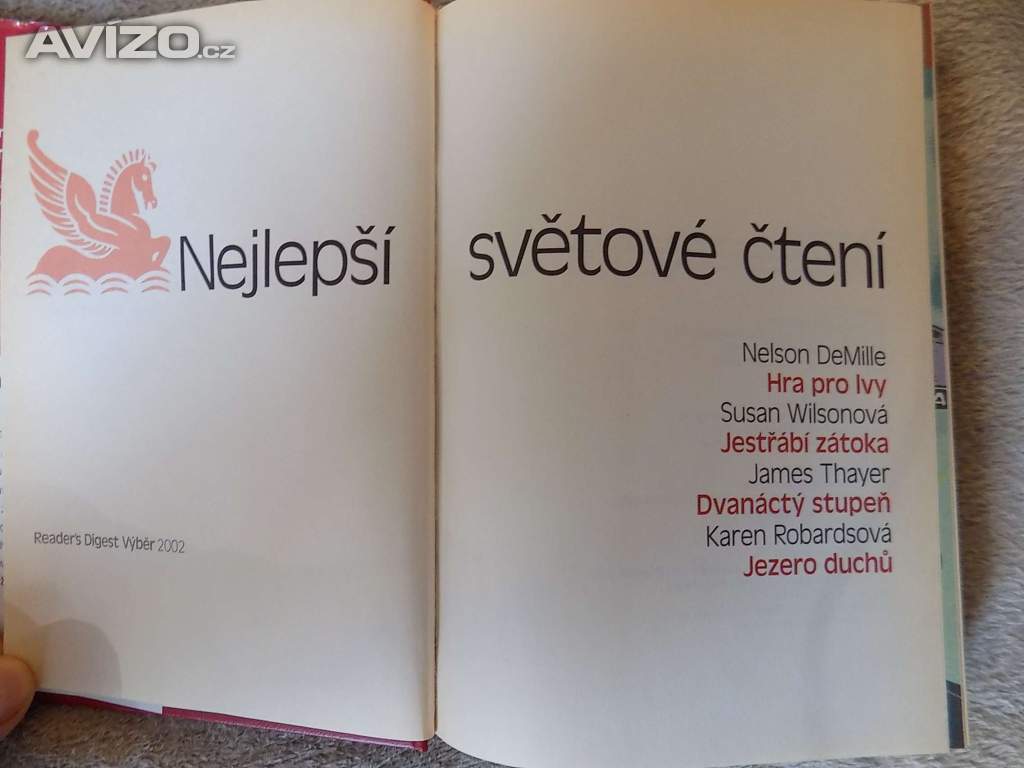 AVÍZO.cz
Nejlepší světové čtení
Nelson DeMille
Hra pro lvy
Susan Wilsonová
Jestřábí zátoka
James Thayer
Dvanáctý stupeň
Karen Robardsová
Jezero duchů
Reader's Digest Výběr 2002